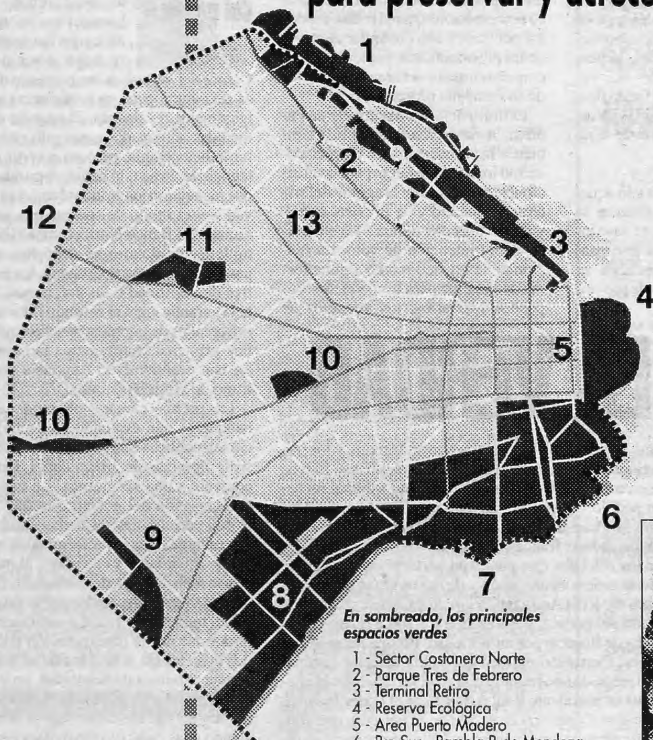 para preservar y
1
2
3
12
13
11
4
5
10
10
6
9
8
7
En sombreado, los principales
espacios verdes
1 - Sector Costanera Norte
2 - Parque Tres de Febrero
3 - Terminal Retiro
4 - Reserva Ecológica
5 - Area Puerto Madero